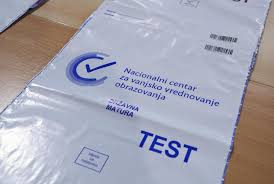 Nacionalni centar
za vanjsko vrednovanje
obrazovanja
DRŽAVNA
MATURA
TEST